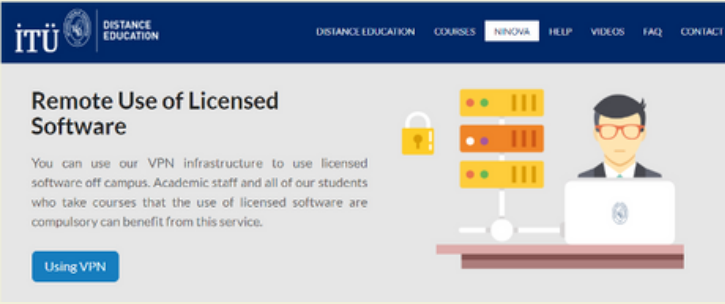 İTÜ
DISTANCE
EDUCATION
DISTANCE EDUCATION COURSES NINOVA HELP VIDEOS FAQ CONTACT
Remote Use of Licensed
Software
You can use our VPN infrastructure to use licensed
software off campus. Academic staff and all of our students
who take courses that the use of licensed software are
compulsory can benefit from this service.
Using VPN